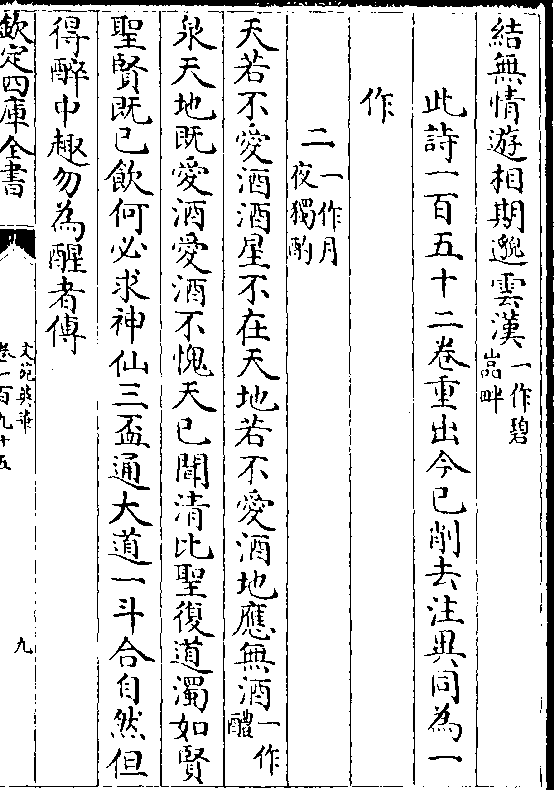 結無情遊相期邈雲漢一作碧嵓畔
此詩一百五十二卷重出今已削去注異同為一
作
二一作月夜獨酌
天若不愛酒酒星不在天地若不愛酒地應無酒一作醴
泉天地既愛酒愛酒不愧天已聞清比聖復道濁如賢
聖賢既已飲何必求神仙三盃通大道一斗合自然但
得醉中趣勿為醒者傳
欽定四庫全書
文苑英華
卷一百九十五
九